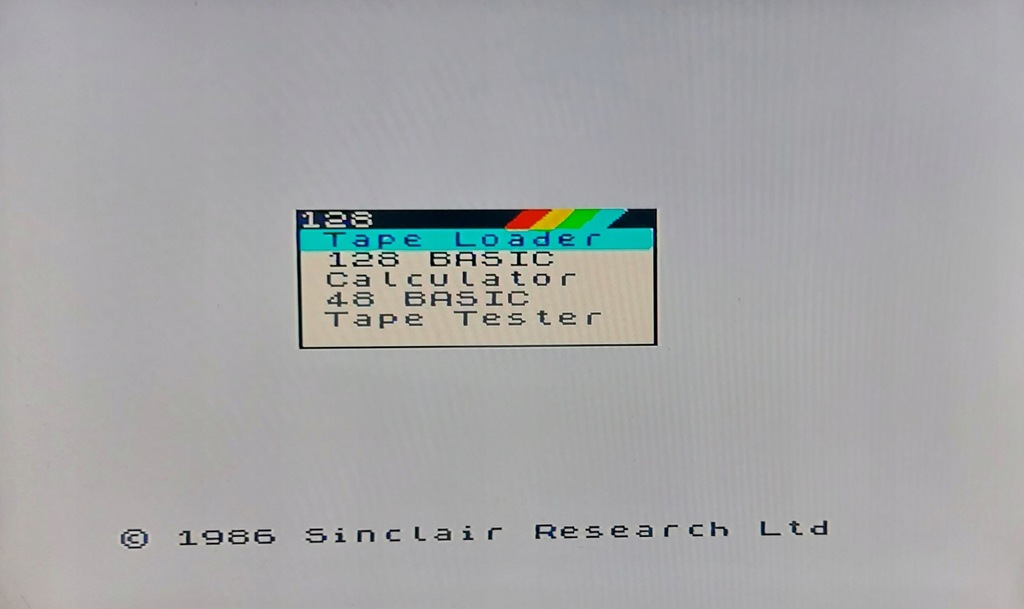 128
Tape Loader
128 BASIC
Calculator
48 BASIC
Tape Tester
© 1986 Sinclair Research Ltd